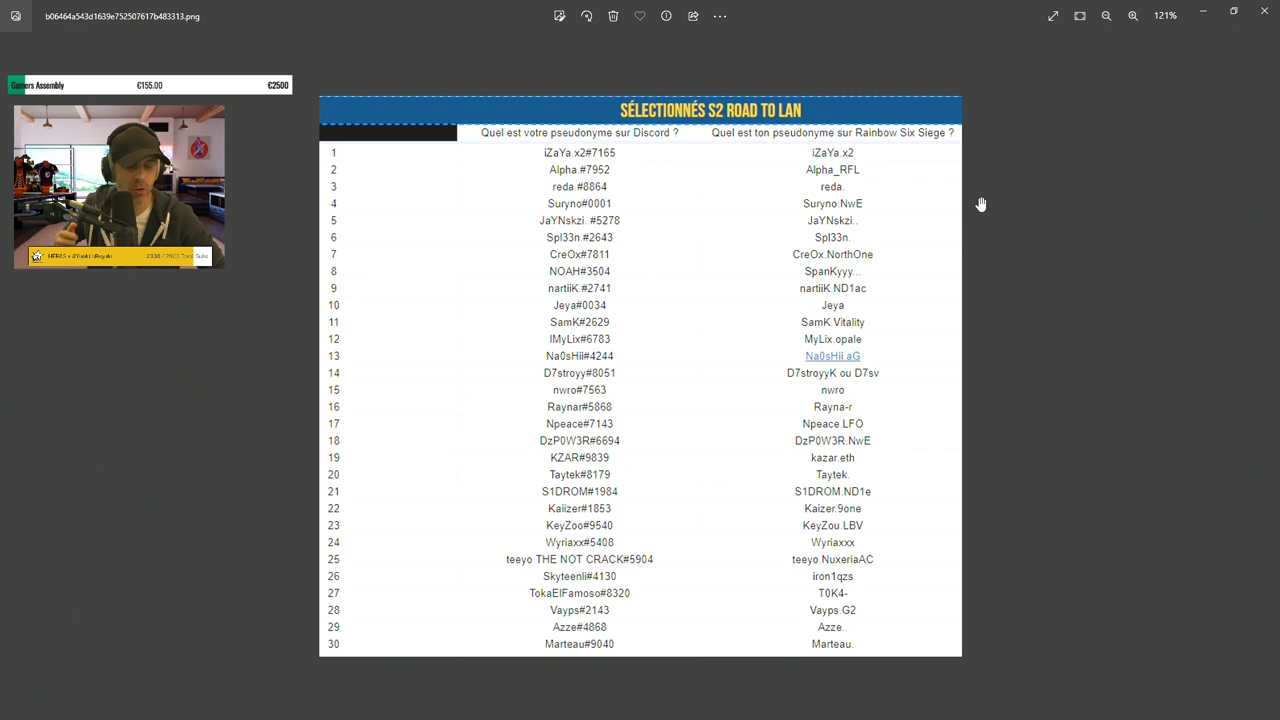 b06464a543d1639e752507617b483313.png
121%
Gamers Assembly €155.00 €2500
SÉLECTIONNÉS S2 ROAD TO LAN
Quel est votre pseudonyme sur Discord ? Quel est ton pseudonyme sur Rainbow Six Siege ?
1 iZaYa.x2#7165 iZaYa.x2
2 Alpha.#7952 Alpha_RFL
3 reda.#8864 reda.
4 Suryno#0001 Suryno.NwE
5 JaYNskzi..#5278 JaYNskzi..
6 Spl33n.#2643 Spl33n.
7 CreOx#7811 CreOx.NorthOne
8 NOAH#3504 SpanKyyy...
9 nartiiK.#2741 nartiiK.ND1ac
10 Jeya#0034 Jeya
11 SamK#2629 SamK.Vitality
12 IMyLix#6783 MyLix.opale
13 Na0sHii#4244 Na0sHii.aG
14 D7stroyy#8051 D7stroyyK ou D7sv
15 nwro#7563 nwro
16 Raynar#5868 Rayna-r
17 Npeace#7143 Npeace.LFO
18 DzP0W3R#6694 DzP0W3R.NwE
19 KZAR#9839 kazar.eth
20 Taytek#8179 Taytek.
21 S1DROM#1984 S1DROM.ND1e
22 Kaiizer#1853 Kaizer.9one
23 KeyZoo#9540 KeyZou.LBV
24 Wyriaxx#5408 Wyriaxxx
25 teeyo THE NOT CRACK#5904 teeyo.NuxeriaAC
26 Skyteenli#4130 iron1qzs
27 TokaElFamoso#8320 T0K4-
28 Vayps#2143 Vayps.G2
29 Azze#4868 Azze..
30 Marteau#9040 Marteau.